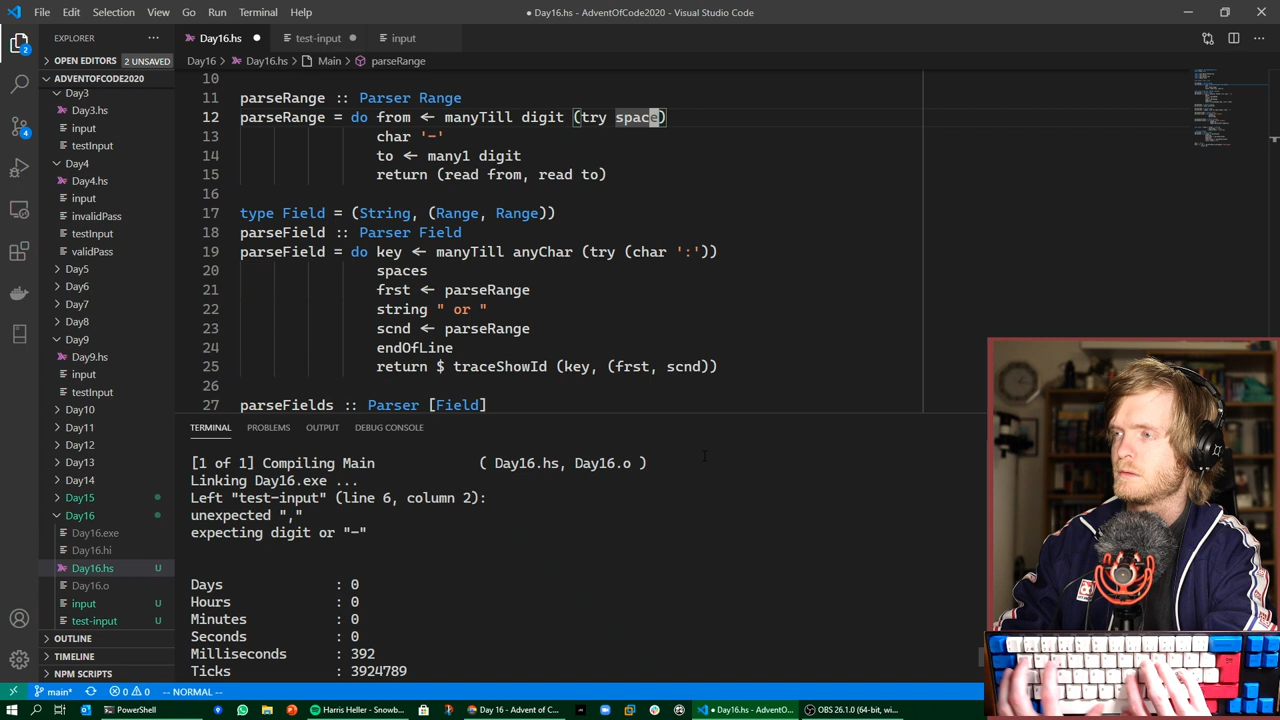 File Edit Selection View Go Run Terminal Help
● Day16.hs - AdventOfCode2020 - Visual Studio Code
EXPLORER
Day16.hs ● test-input ● input
OPEN EDITORS 2 UNSAVED
Day16 > Day16.hs > Main > parseRange
ADVENTOFCODE2020
Day3
Day3.hs
input
testInput
Day4
Day4.hs
input
invalidPass
testInput
validPass
Day5
Day6
Day7
Day8
Day9
Day9.hs
input
testInput
Day10
Day11
Day12
Day13
Day14
Day15
Day16
Day16.exe
Day16.hi
Day16.hs U
Day16.o
input U
test-input U
OUTLINE
TIMELINE
NPM SCRIPTS
10
11 parseRange :: Parser Range
12 parseRange = do from ← manyTill digit (try space)
13 char '-'
14 to ← many1 digit
15 return (read from, read to)
16
17 type Field = (String, (Range, Range))
18 parseField :: Parser Field
19 parseField = do key ← manyTill anyChar (try (char ':'))
20 spaces
21 frst ← parseRange
22 string " or "
23 scnd ← parseRange
24 endOfLine
25 return $ traceShowId (key, (frst, scnd))
26
27 parseFields :: Parser [Field]
TERMINAL PROBLEMS OUTPUT DEBUG CONSOLE
[1 of 1] Compiling Main ( Day16.hs, Day16.o )
Linking Day16.exe ...
Left "test-input" (line 6, column 2):
unexpected ","
expecting digit or "-"
Days : 0
Hours : 0
Minutes : 0
Seconds : 0
Milliseconds : 392
Ticks : 3924789
main* 0 0 -- NORMAL --
PowerShell
Harris Heller - Snowb...
Day 16 - Advent of C...
● Day16.hs - AdventO...
OBS 26.1.0 (64-bit, w...